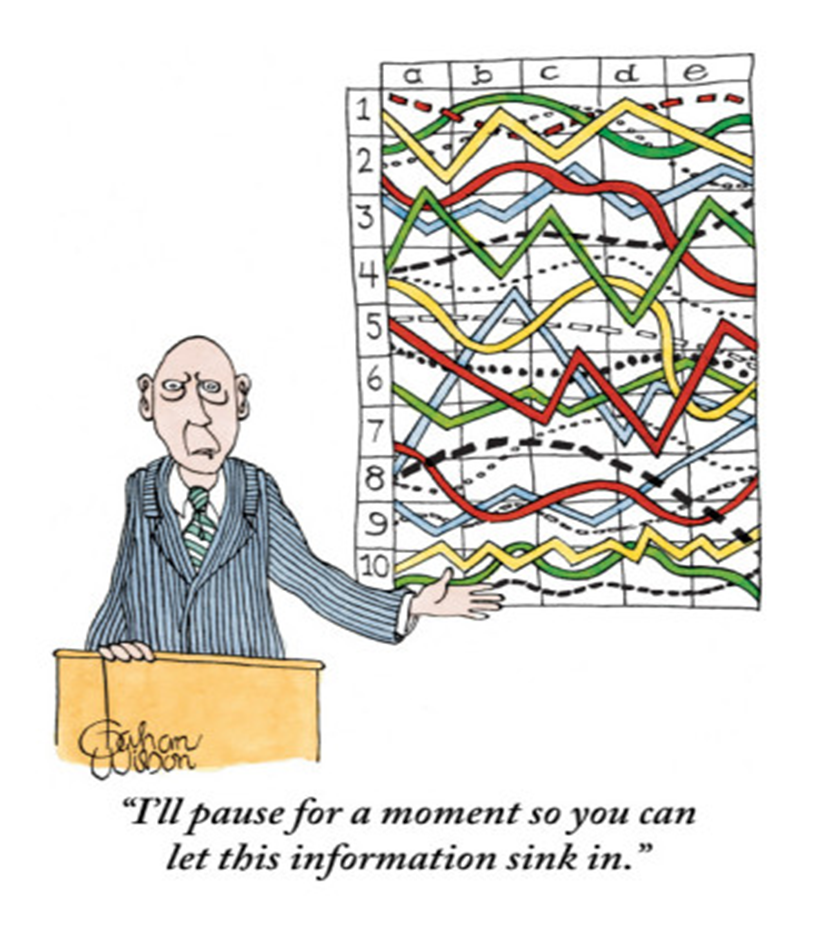 a b c d e
1
2
3
4
5
6
7
8
9
10
Gahan
Wilson
“I’ll pause for a moment so you can
let this information sink in.”